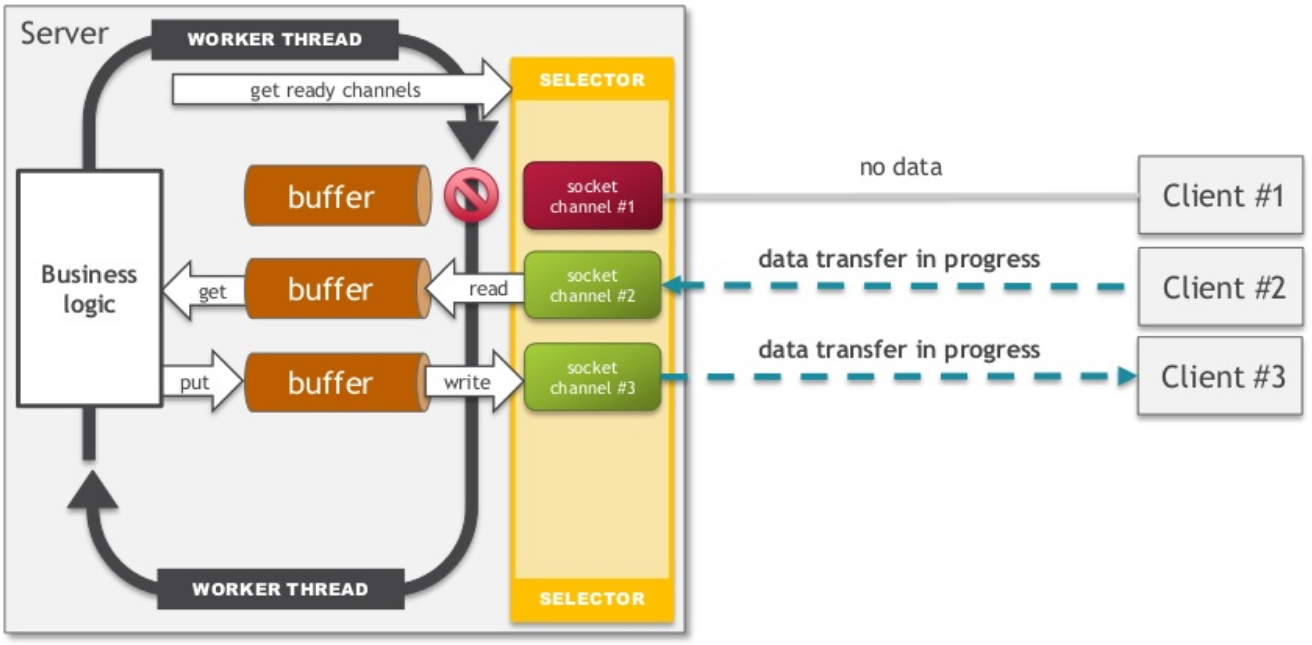 Server
WORKER THREAD
get ready channels
SELECTOR
buffer
socket
channel #1
no data
Client #1
Business
logic
get
buffer
read
socket
channel #2
data transfer in progress
Client #2
put
buffer
write
socket
channel #3
data transfer in progress
Client #3
WORKER THREAD
SELECTOR